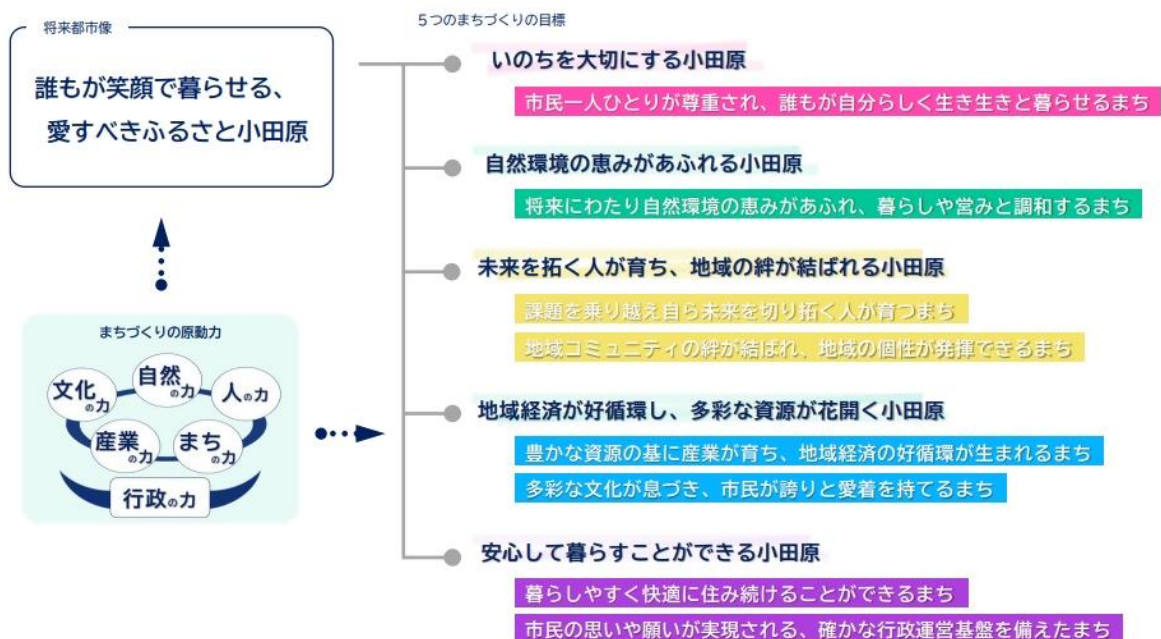 将来都市像
誰もが笑顔で暮らせる、
愛すべきふるさと小田原
まちづくりの原動力
文化の力
自然の力
人の力
産業の力
まちの力
行政の力
5つのまちづくりの目標
いのちを大切にする小田原
市民一人ひとりが尊重され、誰もが自分らしく生き生きと暮らせるまち
自然環境の恵みがあふれる小田原
将来にわたり自然環境の恵みがあふれ、暮らしや営みと調和するまち
未来を拓く人が育ち、地域の絆が結ばれる小田原
課題を乗り越え自ら未来を切り拓く人が育つまち
地域コミュニティの絆が結ばれ、地域の個性が発揮できるまち
地域経済が好循環し、多彩な資源が花開く小田原
豊かな資源の基に産業が育ち、地域経済の好循環が生まれるまち
多彩な文化が息づき、市民が誇りと愛着を持てるまち
安心して暮らすことができる小田原
暮らしやすく快適に住み続けることができるまち
市民の思いや願いが実現される、確かな行政運営基盤を備えたまち